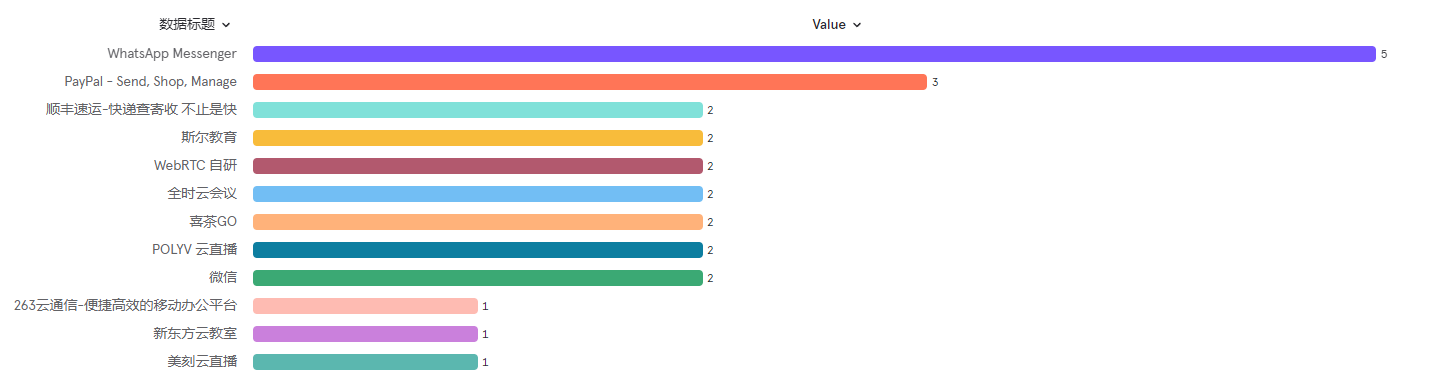 数据标题 Value
WhatsApp Messenger 5
PayPal - Send, Shop, Manage 3
顺丰速运-快递查寄收 不止是快 2
斯尔教育 2
WebRTC 自研 2
全时云会议 2
喜茶GO 2
POLYV 云直播 2
微信 2
263云通信-便捷高效的移动办公平台 1
新东方云教室 1
美刻云直播 1